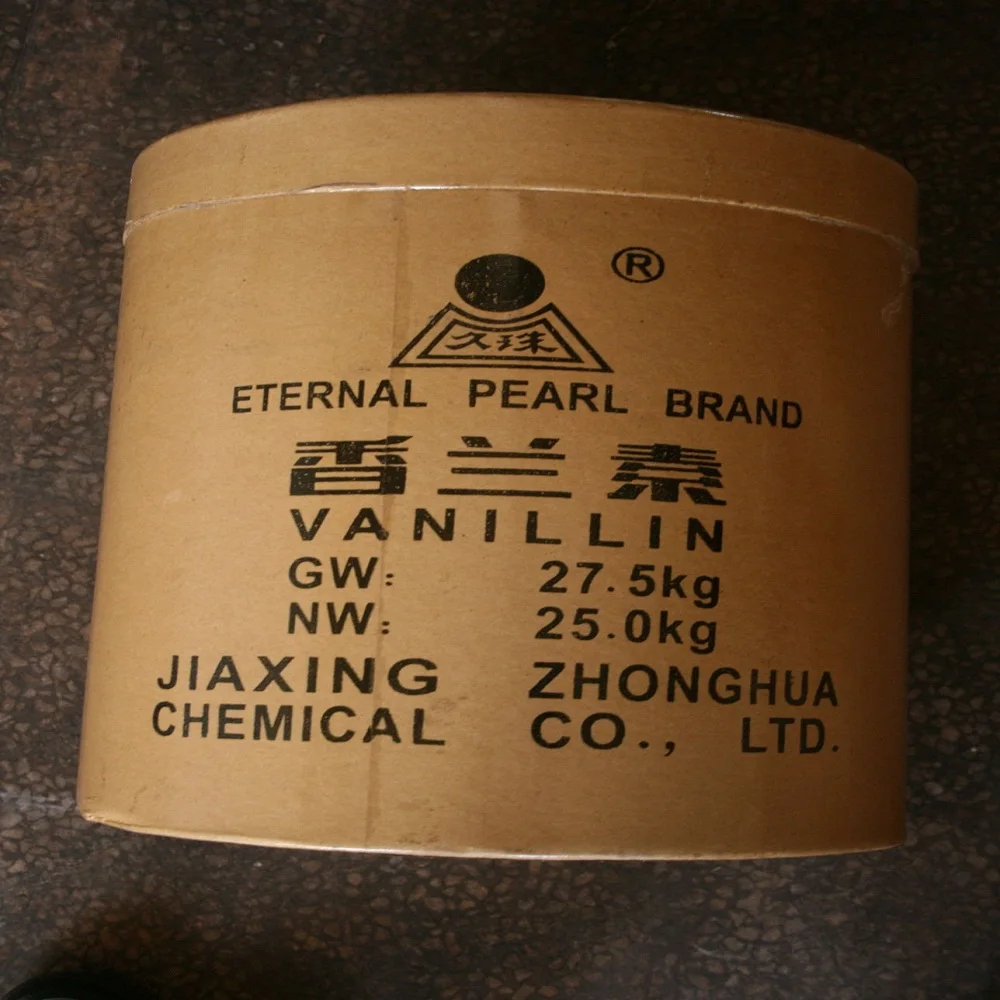 ®
久珠
ETERNAL PEARL BRAND
香兰素
VANILLIN
GW: 27.5kg
NW: 25.0kg
JIAXING ZHONGHUA
CHEMICAL CO., LTD.